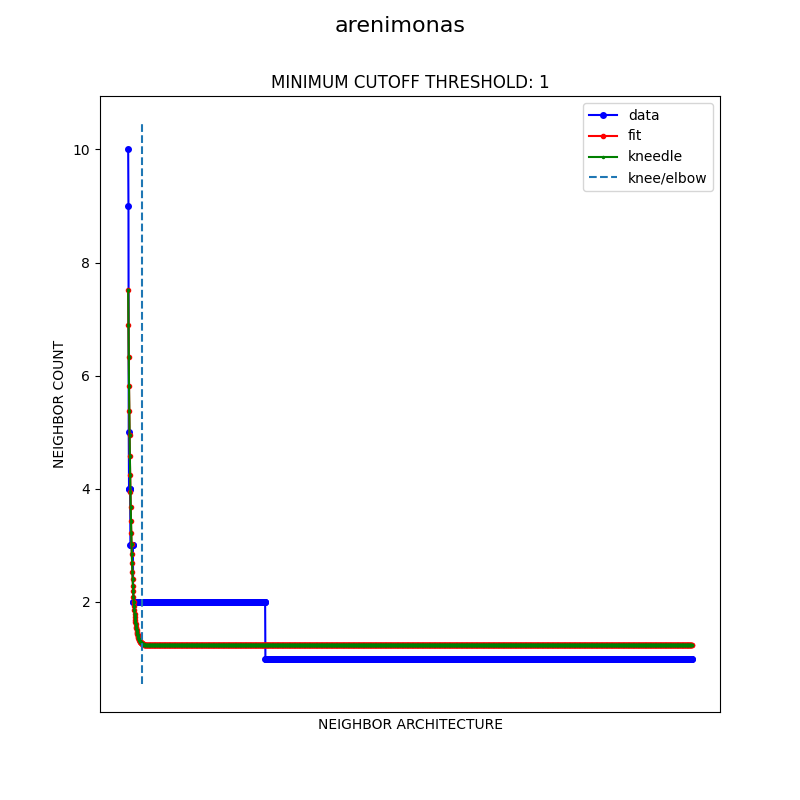 arenimonas
MINIMUM CUTOFF THRESHOLD: 1
data
fit
kneedle
knee/elbow
10
8
6
4
2
NEIGHBOR COUNT
NEIGHBOR ARCHITECTURE